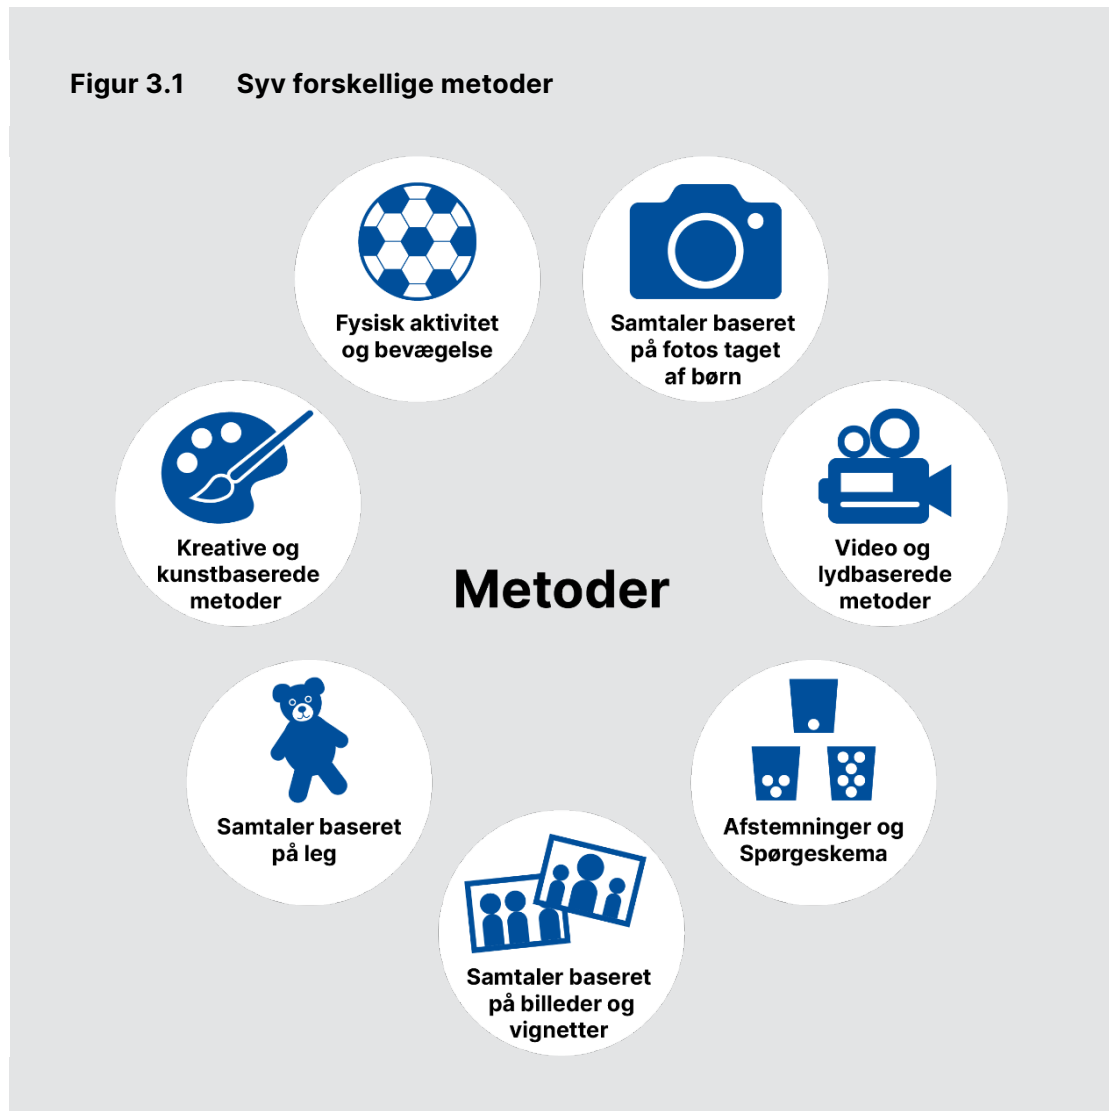 Figur 3.1 Syv forskellige metoder
Fysisk aktivitet
og bevægelse
Samtaler baseret
på fotos taget
af børn
Kreative og
kunstbaserede
metoder
Video og
lydbaserede
metoder
Metoder
Samtaler baseret
på leg
Afstemninger og
Spørgeskema
Samtaler baseret
på billeder og
vignetter